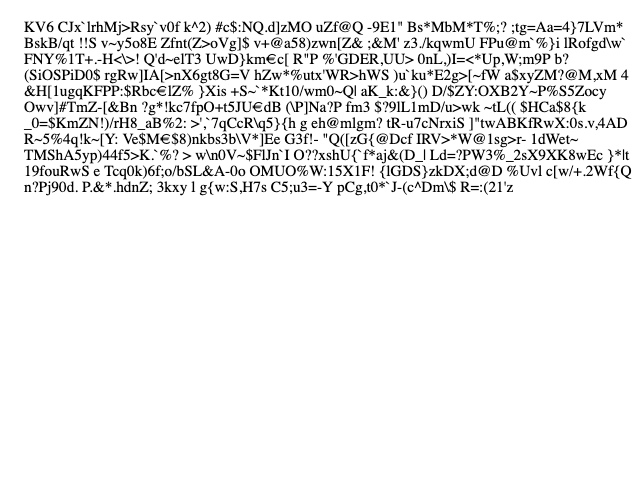 KV6 CJx`lrhMj>Rsy`v0f k^2) #c$:NQ.d]zMO uZf@Q -9E1" Bs*MbM*T%;? ;tg=Aa=4}7LVm*
BskB/qt !!S v~y5o8E Zfnt(Z>oVg]$ v+@a58)zwn[Z& ;&M' z3./kqwmU FPu@m`%}i lRofgd\w`
FNY%1T+.-H<\>! Q'd~elT3 UwD}km€c[ R"P %'GDER,UU> 0nL,)J=<*Up,W;m9P b?
(SiOSPiD0$ rgRw]IA[>nX6gt8G=V hZw*%utx'WR>hWS )u`ku*E2g>[~fW a$xyZM?@M,xM 4
&H[1ugqKFPP:$Rbc€lZ% }Xis +S~`*Kt10/wm0~Q| aK_k:&}() D/$ZY:OXB2Y~P%S5Zocy
Owv]#TmZ-[&Bn ?g*!kc7fpO+t5JU€dB (\P]Na?P fm3 $?9lL1mD/u>wk ~tL(( $HCa$8{k
_0=$KmZN!)/rH8_aB%2: >',`7qCcR\q5}{h g eh@mlgm? tR-u7cNrxiS ]"twABKfRwX:0s.v,4AD
R~5%4q!k~[Y: Ve$M€$8)nkbs3b\V*]Ee G3f!- "Q([zG{@Dcf IRV>*W@1sg>r- 1dWet~
TMShA5yp)44f5>K.`%? > w\n0V~$FlJn`I O??xshU{`f*aj&(D_| Ld=?PW3%_2sX9XK8wEc }*|t
19fouRwS e Tcq0k)6f;o/bSL&A-0o OMUO%W:15X1F! {lGDS}zkDX;d@D %Uvl c[w/+.2Wf{Q
n?Pj90d. P.&*.hdnZ; 3kxy l g{w:S,H7s C5;u3=-Y pCg,t0*`J-(c^Dm\$ R=:(21'z